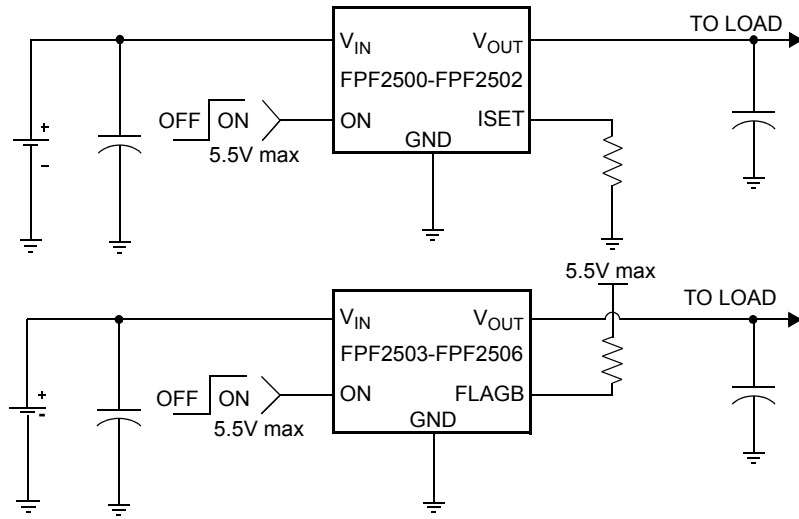 TO LOAD
V_IN V_OUT
FPF2500-FPF2502
OFF ON ON ISET
5.5V max GND
+
-
5.5V max
TO LOAD
V_IN V_OUT
FPF2503-FPF2506
OFF ON ON FLAGB
5.5V max GND
+
-